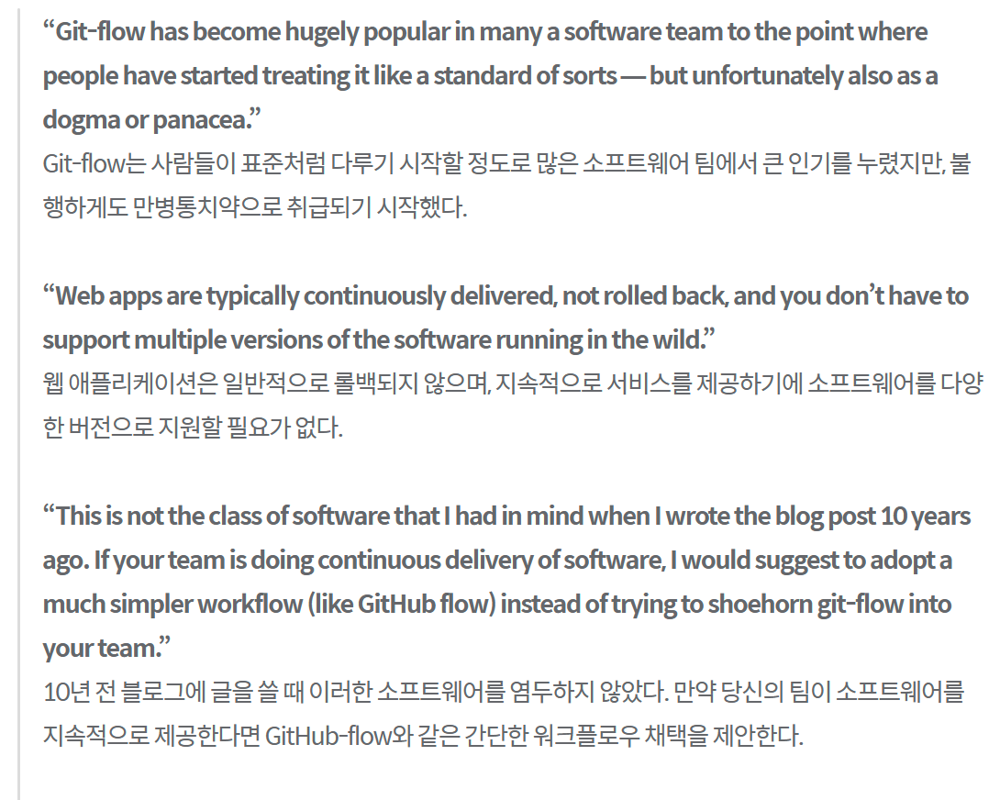 “Git-flow has become hugely popular in many a software team to the point where
people have started treating it like a standard of sorts — but unfortunately also as a
dogma or panacea.”
Git-flow는 사람들이 표준처럼 다루기 시작할 정도로 많은 소프트웨어 팀에서 큰 인기를 누렸지만, 불
행하게도 만병통치약으로 취급되기 시작했다.
“Web apps are typically continuously delivered, not rolled back, and you don’t have to
support multiple versions of the software running in the wild.”
웹 애플리케이션은 일반적으로 롤백되지 않으며, 지속적으로 서비스를 제공하기에 소프트웨어를 다양
한 버전으로 지원할 필요가 없다.
“This is not the class of software that I had in mind when I wrote the blog post 10 years
ago. If your team is doing continuous delivery of software, I would suggest to adopt a
much simpler workflow (like GitHub flow) instead of trying to shoehorn git-flow into
your team.”
10년 전 블로그에 글을 쓸 때 이러한 소프트웨어를 염두하지 않았다. 만약 당신의 팀이 소프트웨어를
지속적으로 제공한다면 GitHub-flow와 같은 간단한 워크플로우 채택을 제안한다.